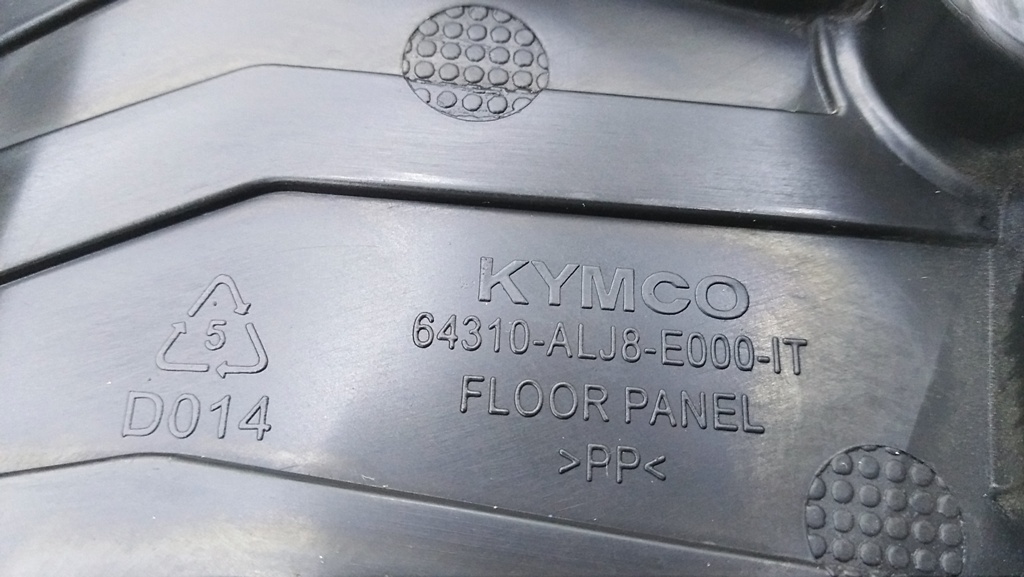 KYMCO
64310-ALJ8-E000-IT
FLOOR PANEL
>PP<
5
D014